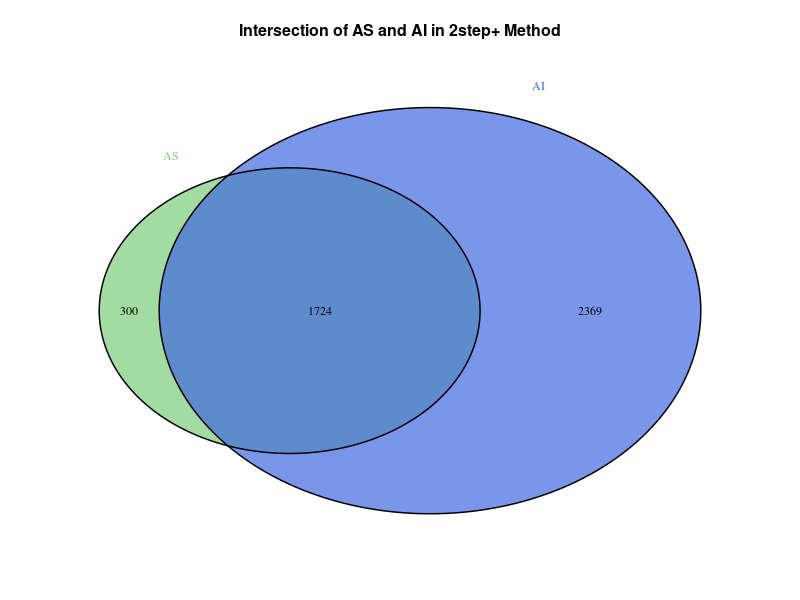 Intersection of AS and AI in 2step+ Method
AI
AS
300
1724
2369